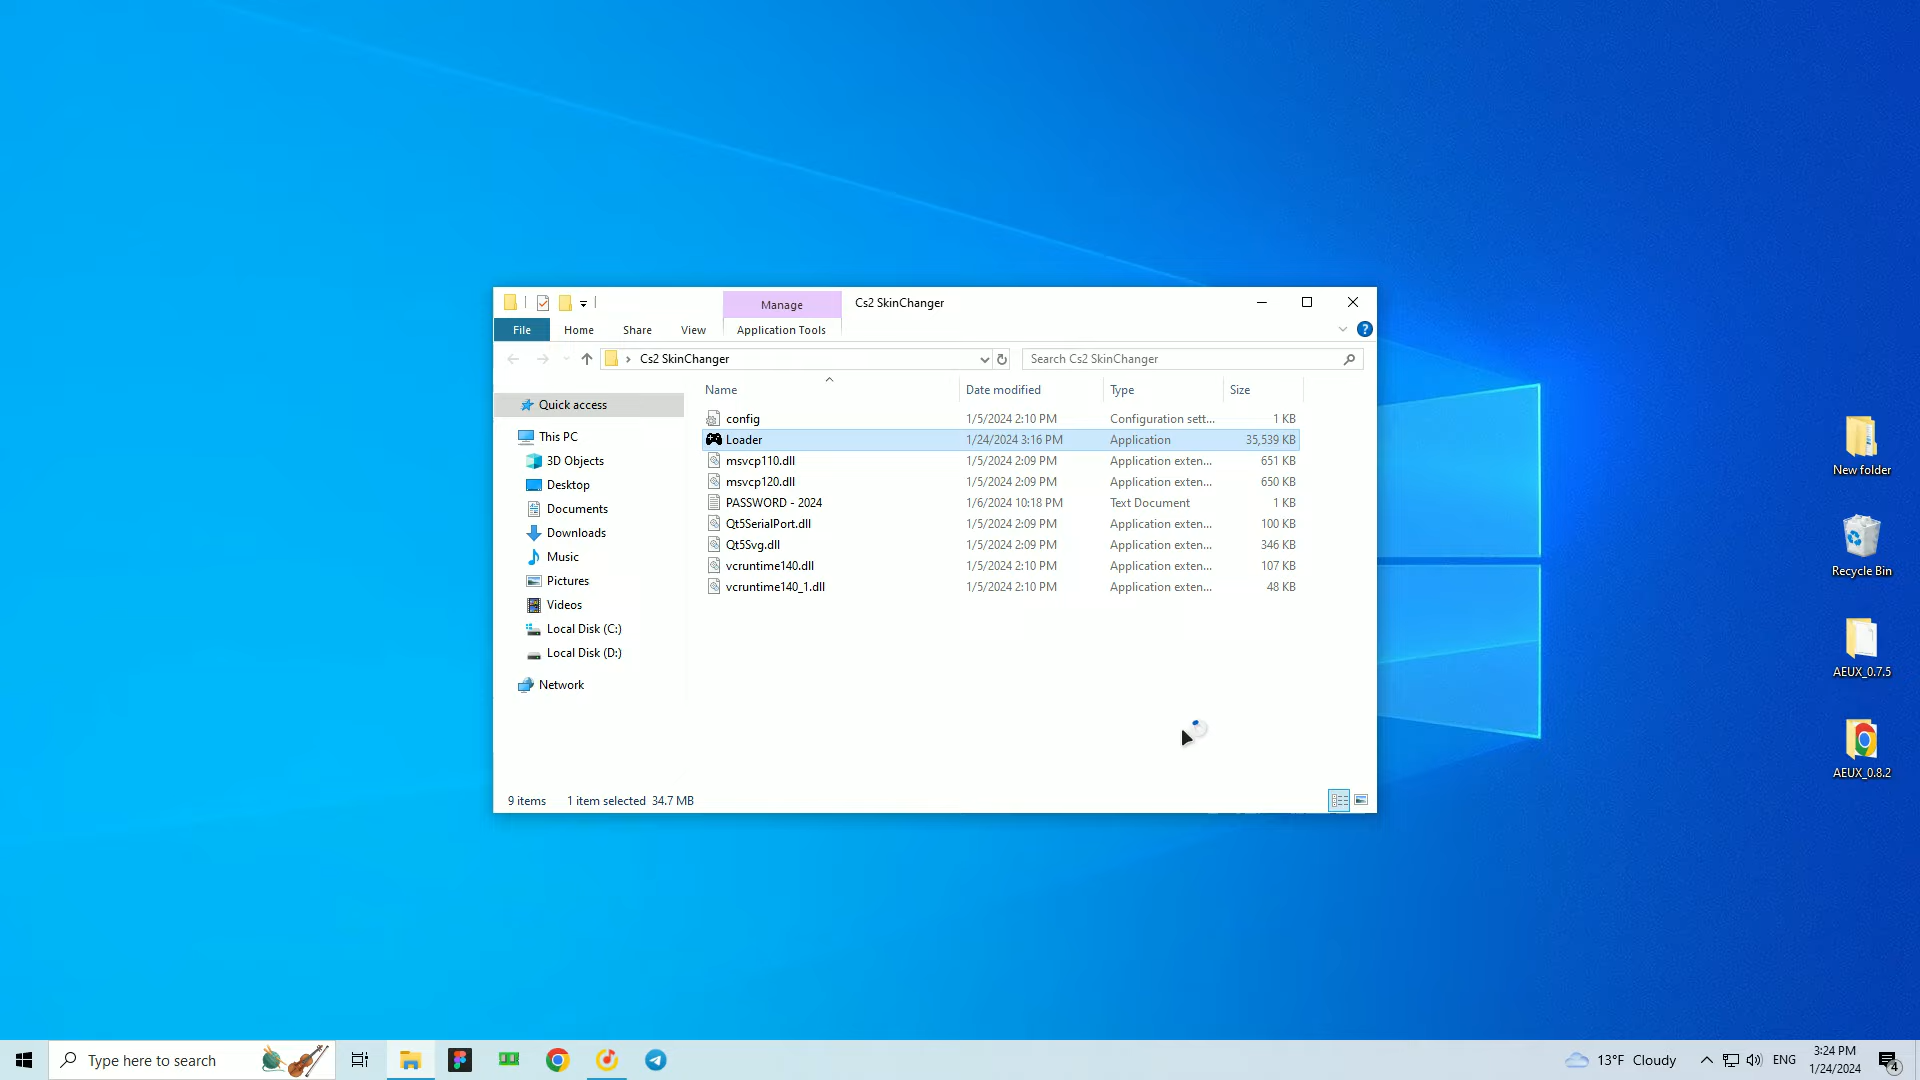 Manage
Cs2 SkinChanger
File
Home
Share
View
Application Tools
Cs2 SkinChanger
Search Cs2 SkinChanger
Name
Date modified
Type
Size
Quick access
This PC
3D Objects
Desktop
Documents
Downloads
Music
Pictures
Videos
Local Disk (C:)
Local Disk (D:)
Network
config 1/5/2024 2:10 PM Configuration sett... 1 KB
Loader 1/24/2024 3:16 PM Application 35,539 KB
msvcp110.dll 1/5/2024 2:09 PM Application exten... 651 KB
msvcp120.dll 1/5/2024 2:09 PM Application exten... 650 KB
PASSWORD - 2024 1/6/2024 10:18 PM Text Document 1 KB
Qt5SerialPort.dll 1/5/2024 2:09 PM Application exten... 100 KB
Qt5Svg.dll 1/5/2024 2:09 PM Application exten... 346 KB
vcruntime140.dll 1/5/2024 2:10 PM Application exten... 107 KB
vcruntime140_1.dll 1/5/2024 2:10 PM Application exten... 48 KB
9 items 1 item selected 34.7 MB
New folder
Recycle Bin
AEUX_0.7.5
AEUX_0.8.2
Type here to search
13°F Cloudy
ENG
3:24 PM
1/24/2024
4